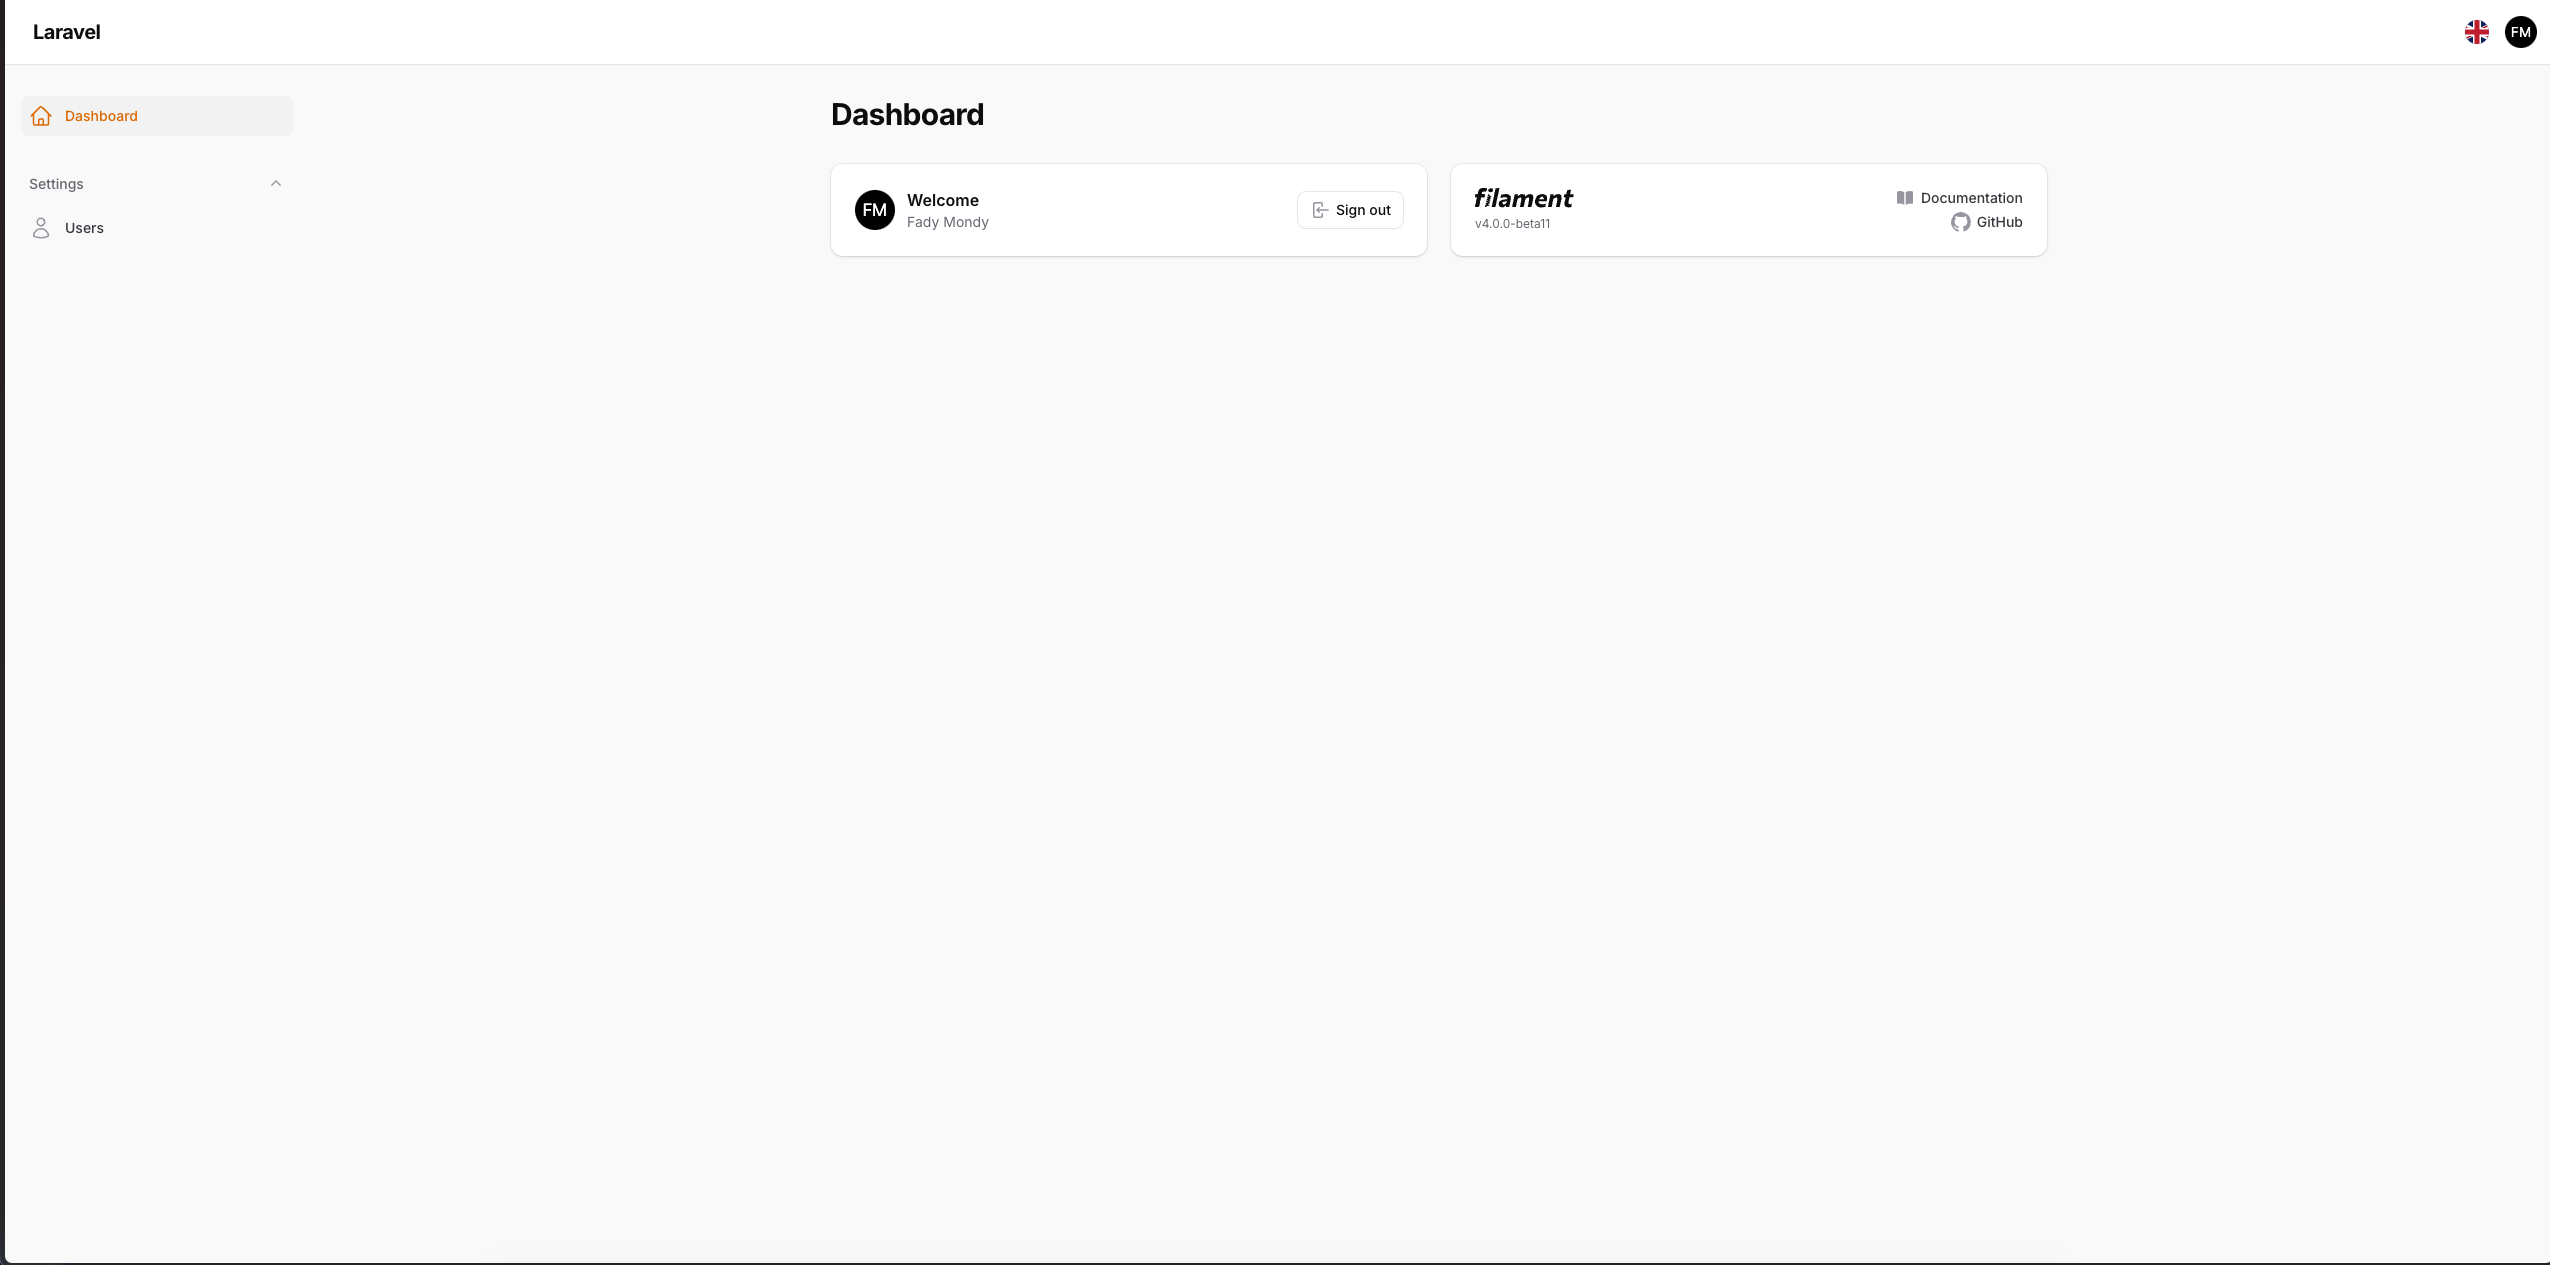 Laravel
FM
Dashboard
Settings
Users
Dashboard
FM
Welcome
Fady Mondy
Sign out
filament
v4.0.0-beta11
Documentation
GitHub